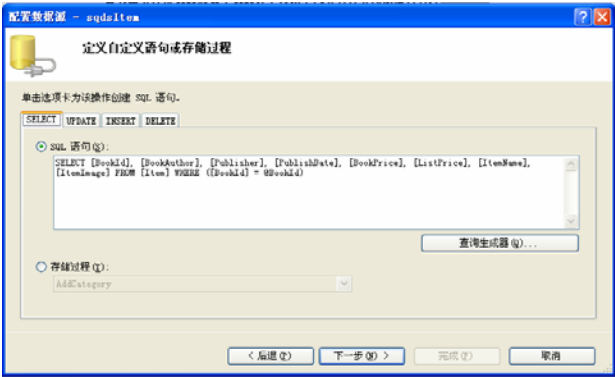 配置数据源 - sqdsItem
定义自定义语句或存储过程
单击选项卡为该操作创建 SQL 语句。
SELECT UPDATE INSERT DELETE
SQL 语句(S):
SELECT [BookId], [BookAuthor], [Publisher], [PublishDate], [BookPrice], [ListPrice], [ItemName],
[ItemImage] FROM [Item] WHERE ([BookId] = @BookId)
查询生成器(Q)...
存储过程(T):
AddCategory
< 后退(P) 下一步(N) > 完成(F) 取消